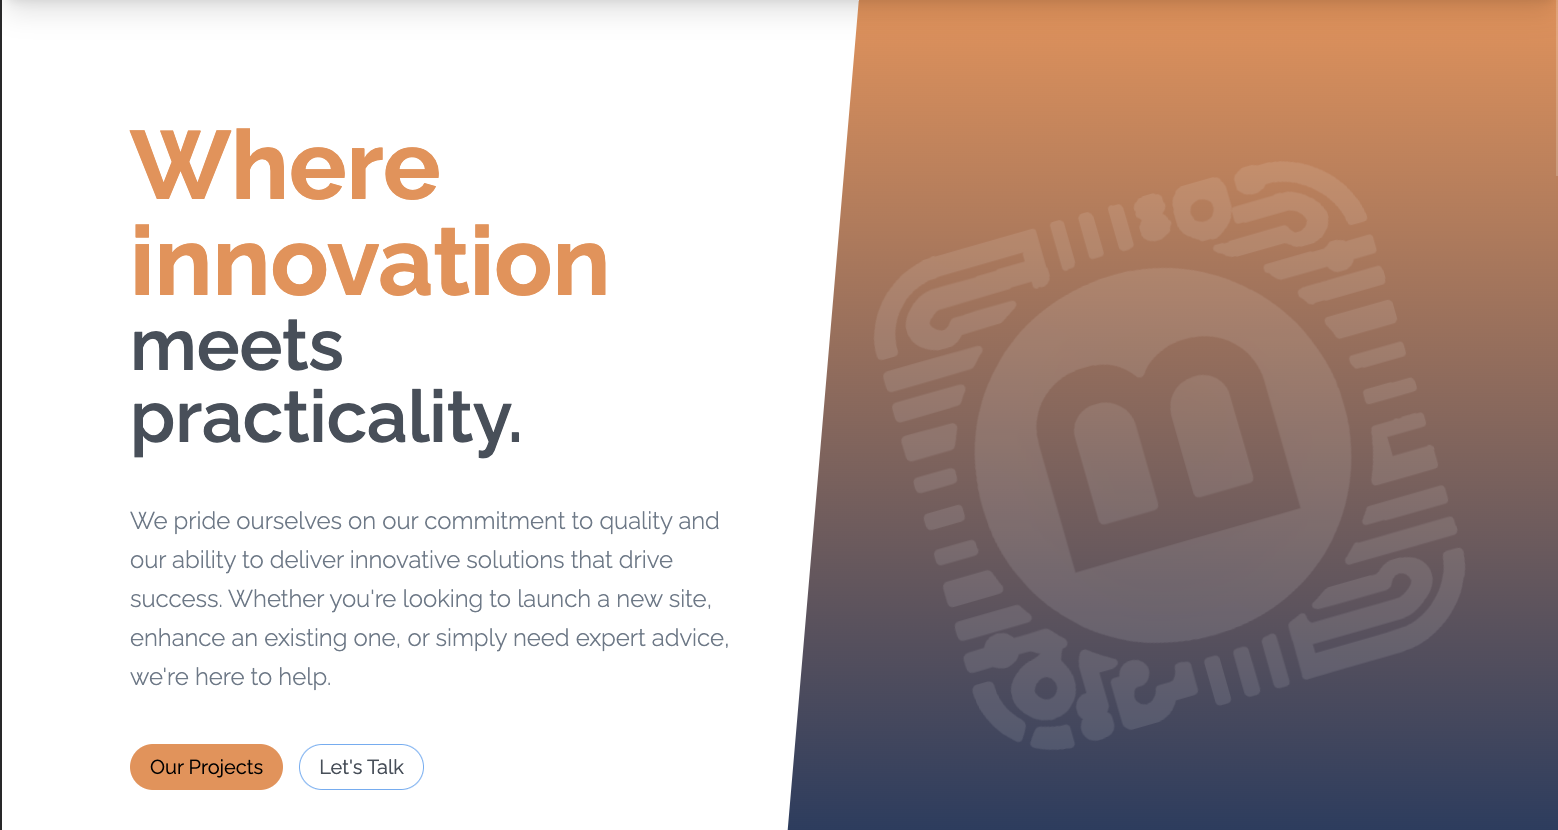 Where
innovation
meets
practicality.
We pride ourselves on our commitment to quality and
our ability to deliver innovative solutions that drive
success. Whether you're looking to launch a new site,
enhance an existing one, or simply need expert advice,
we're here to help.
Our Projects
Let's Talk
B